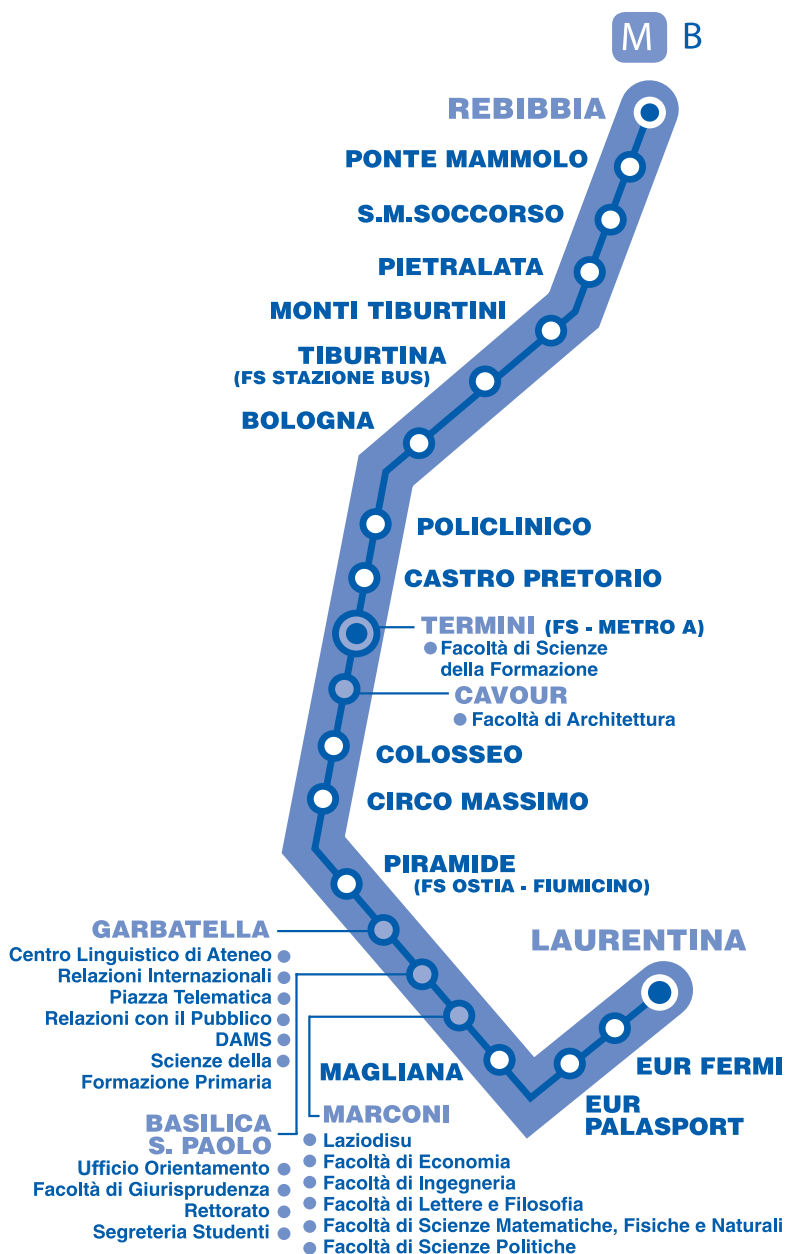 M B
REBIBBIA
PONTE MAMMOLO
S.M.SOCCORSO
PIETRALATA
MONTI TIBURTINI
TIBURTINA
(FS STAZIONE BUS)
BOLOGNA
POLICLINICO
CASTRO PRETORIO
TERMINI (FS - METRO A)
Facoltà di Scienze
della Formazione
CAVOUR
Facoltà di Architettura
COLOSSEO
CIRCO MASSIMO
PIRAMIDE
(FS OSTIA - FIUMICINO)
GARBATELLA
Centro Linguistico di Ateneo
Relazioni Internazionali
Piazza Telematica
Relazioni con il Pubblico
DAMS
Scienze della
Formazione Primaria
BASILICA
S. PAOLO
Ufficio Orientamento
Facoltà di Giurisprudenza
Rettorato
Segreteria Studenti
MARCONI
Laziodisu
Facoltà di Economia
Facoltà di Ingegneria
Facoltà di Lettere e Filosofia
Facoltà di Scienze Matematiche, Fisiche e Naturali
Facoltà di Scienze Politiche
MAGLIANA
EUR
PALASPORT
EUR FERMI
LAURENTINA